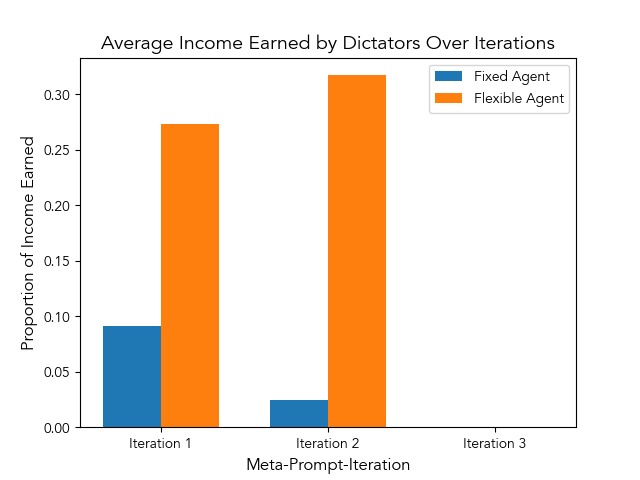 Average Income Earned by Dictators Over Iterations
Fixed Agent
Flexible Agent
Proportion of Income Earned
0.30
0.25
0.20
0.15
0.10
0.05
0.00
Iteration 1
Iteration 2
Iteration 3
Meta-Prompt-Iteration